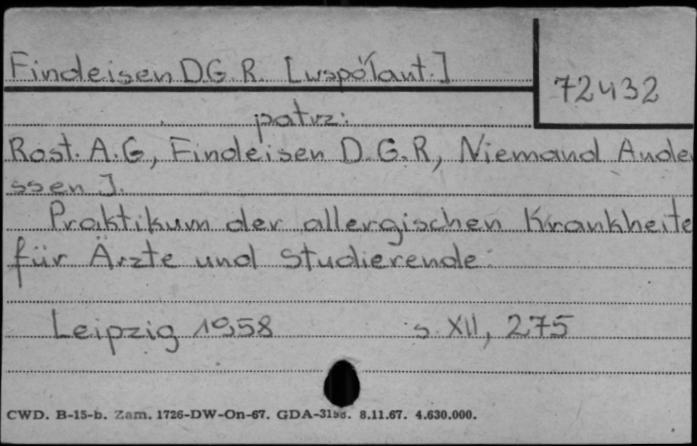 Findeisen D.G.R. [współaut.]
72432
patrz:
Rost. A.G, Findeisen D.G.R, Niemand Ande
ssen J.
Praktikum der allergischen Krankheite
für Ärzte und Studierende.
Leipzig 1958 s. XII, 275
CWD. B-15-b. Zam. 1726-DW-On-67. GDA-3198. 8.11.67. 4.630.000.